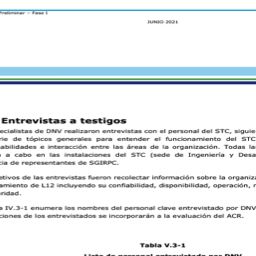 Preliminar – Fase I
JUNIO 2021
Entrevistas a testigos
ecialistas de DNV realizaron entrevistas con el personal del STC, siguie
rie de tópicos generales para entender el funcionamiento del STC
abilidades e interacción entre las áreas de la organización. Todas la
a cabo en las instalaciones del STC (sede de Ingeniería y Desa
cia de representantes de SGIRPC.
etivos de las entrevistas fueron recolectar información sobre la organiz
amiento de L12 incluyendo su confiabilidad, disponibilidad, operación, r
ridad.
a IV.3-1 enumera los nombres del personal clave entrevistado por DNV
ciones de los entrevistados se incorporarán a la evaluación del ACR.
Tabla V.3-1
Lista de personal entrevistado por DNV